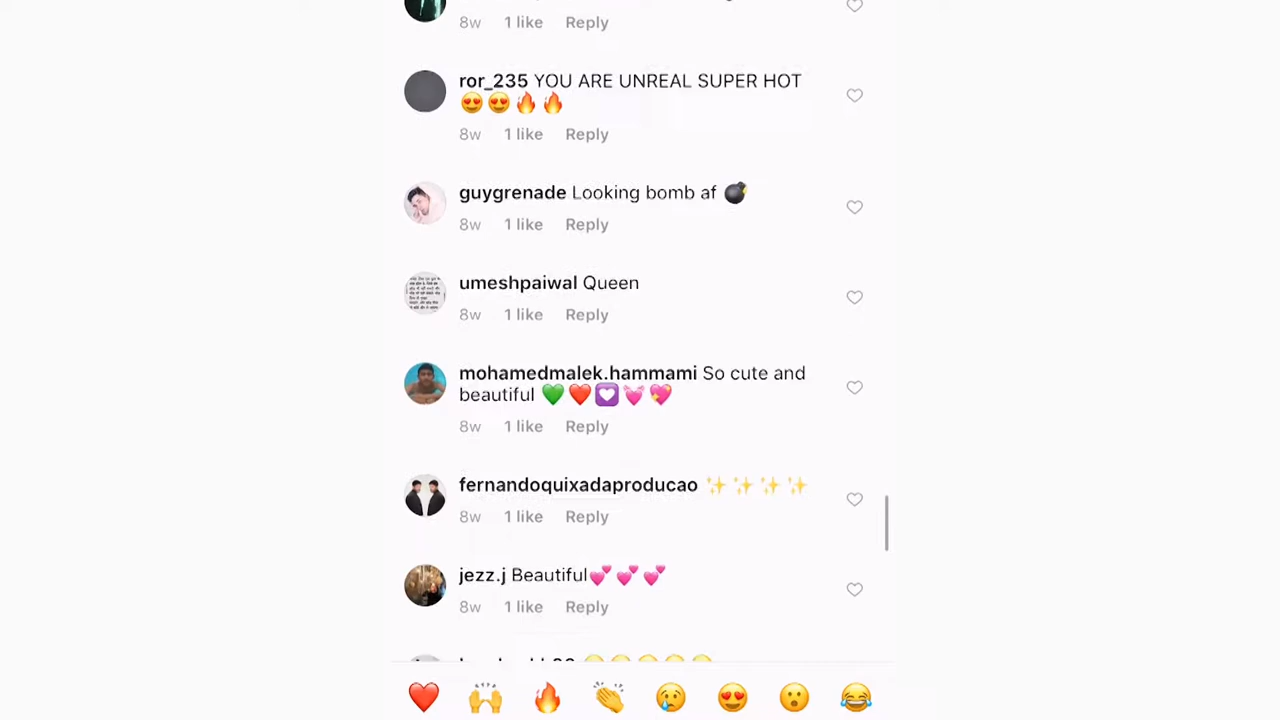 8w 1 like Reply
ror_235 YOU ARE UNREAL SUPER HOT
😍😍🔥🔥
8w 1 like Reply
guygrenade Looking bomb af 💣
8w 1 like Reply
umeshpaiwal Queen
8w 1 like Reply
mohamedmalek.hammami So cute and
beautiful 💚❤️💟💓💖
8w 1 like Reply
fernandoquixadaproducao ✨✨✨✨
8w 1 like Reply
jezz.j Beautiful💕💕💕
8w 1 like Reply